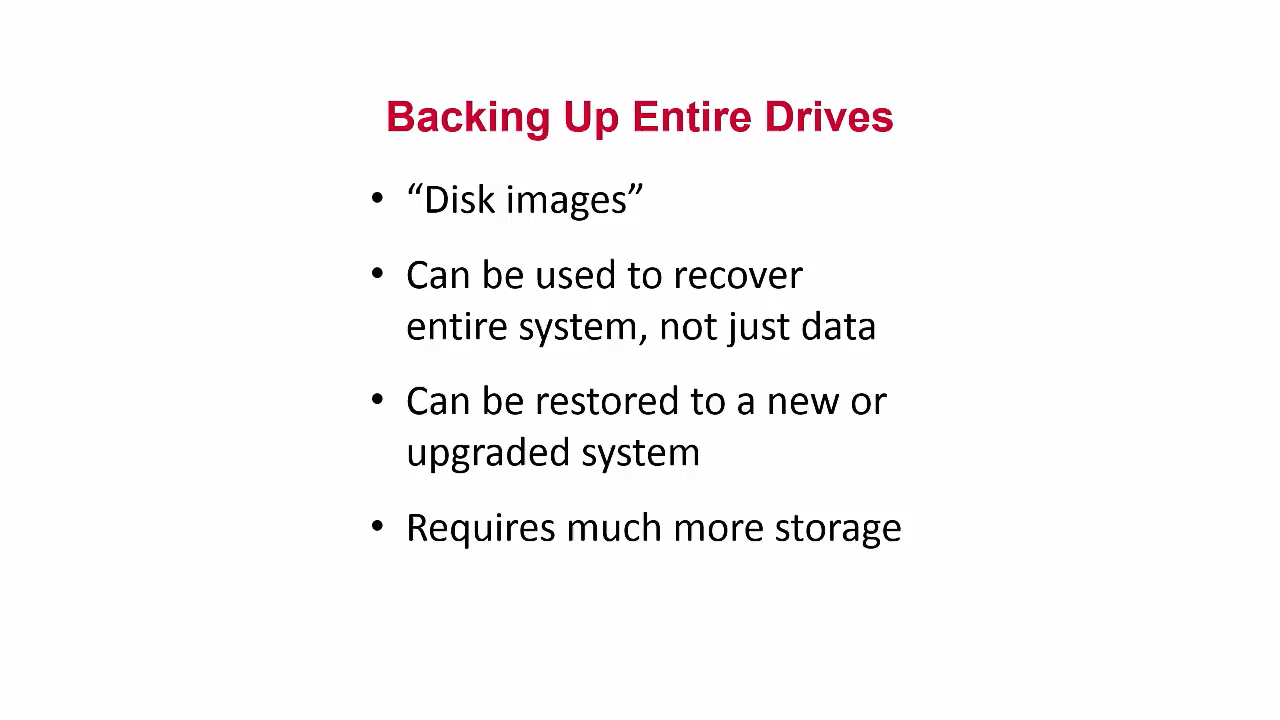 Backing Up Entire Drives
• “Disk images”
• Can be used to recover
entire system, not just data
• Can be restored to a new or
upgraded system
• Requires much more storage